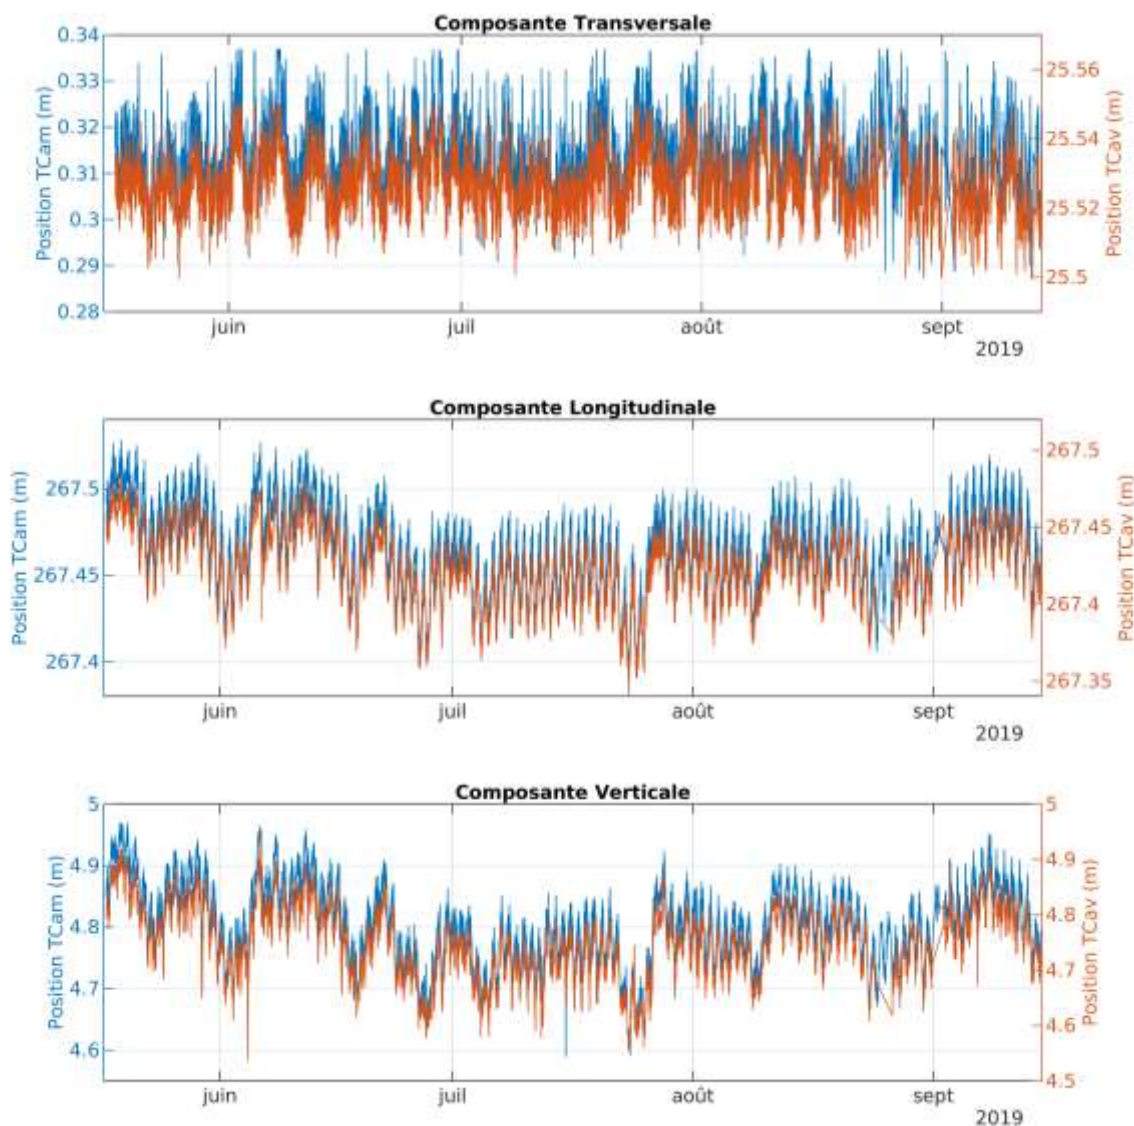 Composante Transversale
Position TCam (m)
0.34
0.33
0.32
0.31
0.3
0.29
0.28
25.56
25.54
25.52
25.5
Position TCav (m)
juin
juil
août
sept
2019
Composante Longitudinale
Position TCam (m)
267.5
267.45
267.4
267.5
267.45
267.4
267.35
Position TCav (m)
juin
juil
août
sept
2019
Composante Verticale
Position TCam (m)
5
4.9
4.8
4.7
4.6
5
4.9
4.8
4.7
4.6
4.5
Position TCav (m)
juin
juil
août
sept
2019